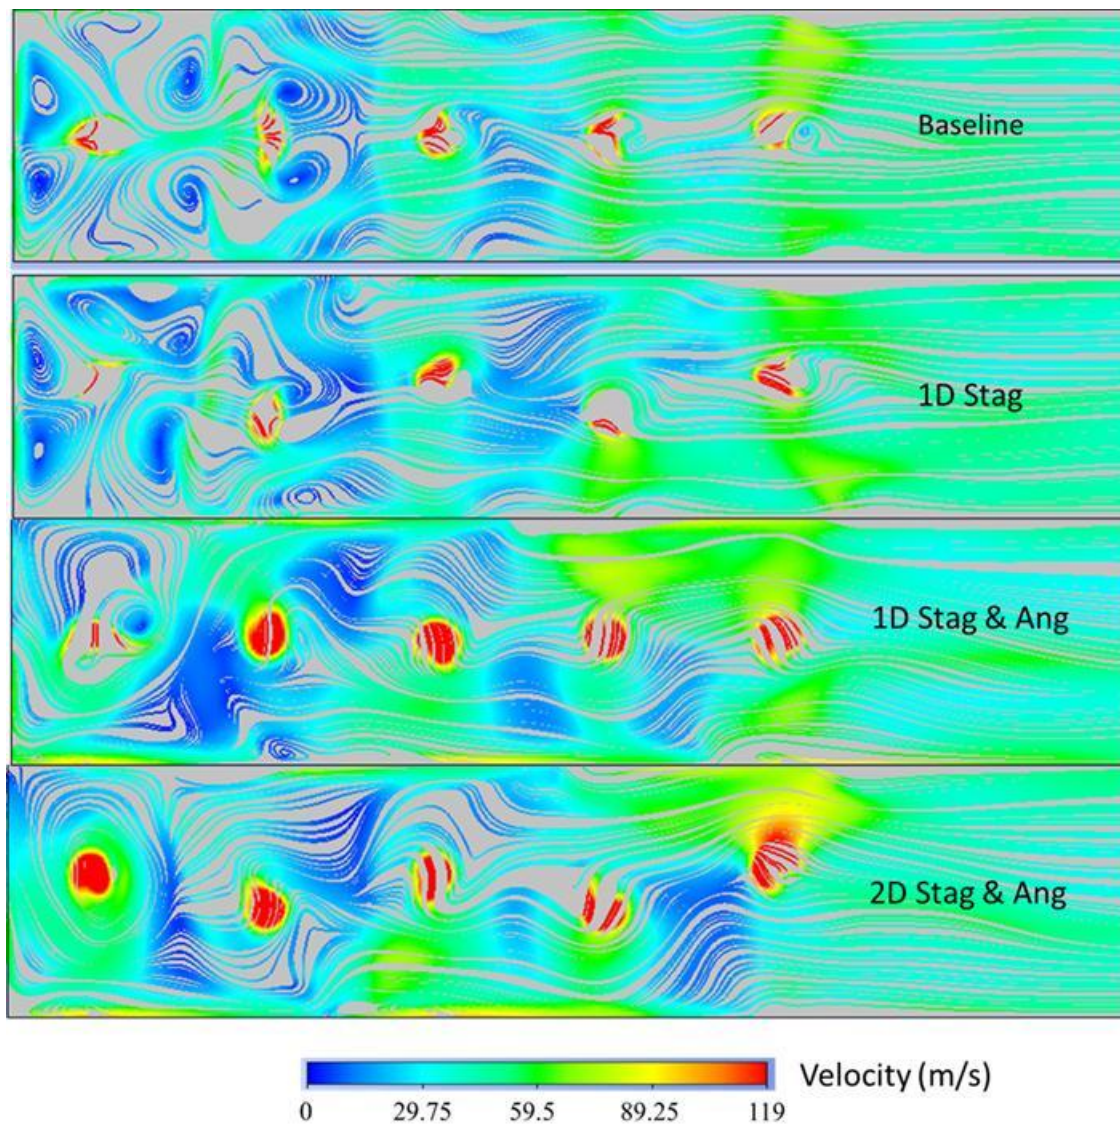 Baseline
1D Stag
1D Stag & Ang
2D Stag & Ang
Velocity (m/s)
0 29.75 59.5 89.25 119